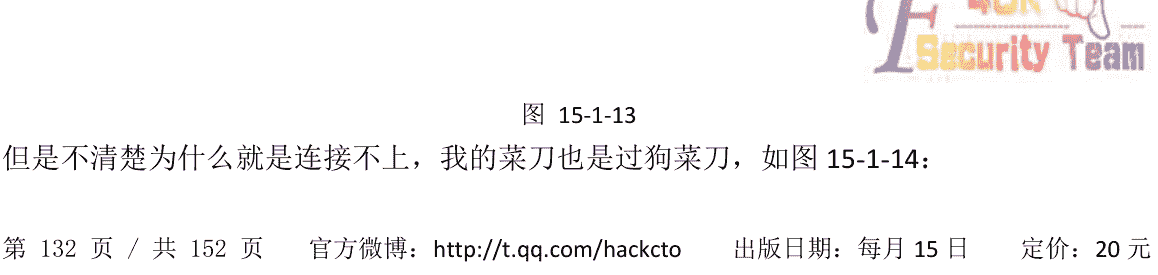 Security Team
图 15-1-13
但是不清楚为什么就是连接不上，我的菜刀也是过狗菜刀，如图 15-1-14：
第 132 页 / 共 152 页 官方微博：http://t.qq.com/hackcto 出版日期：每月 15 日 定价：20 元